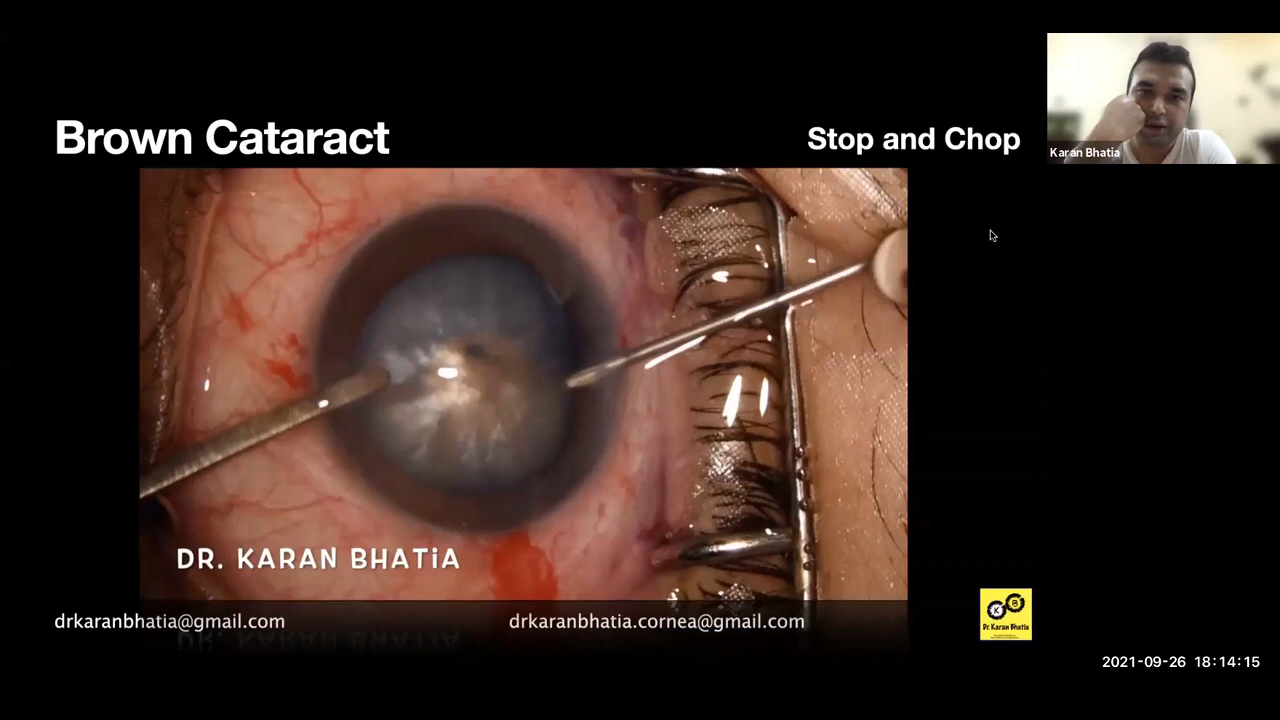 Brown Cataract
Stop and Chop
Karan Bhatia
DR. KARAN BHATiA
drkaranbhatia@gmail.com
drkaranbhatia.cornea@gmail.com
K B
Dr. Karan Bhatia
2021-09-26 18:14:15